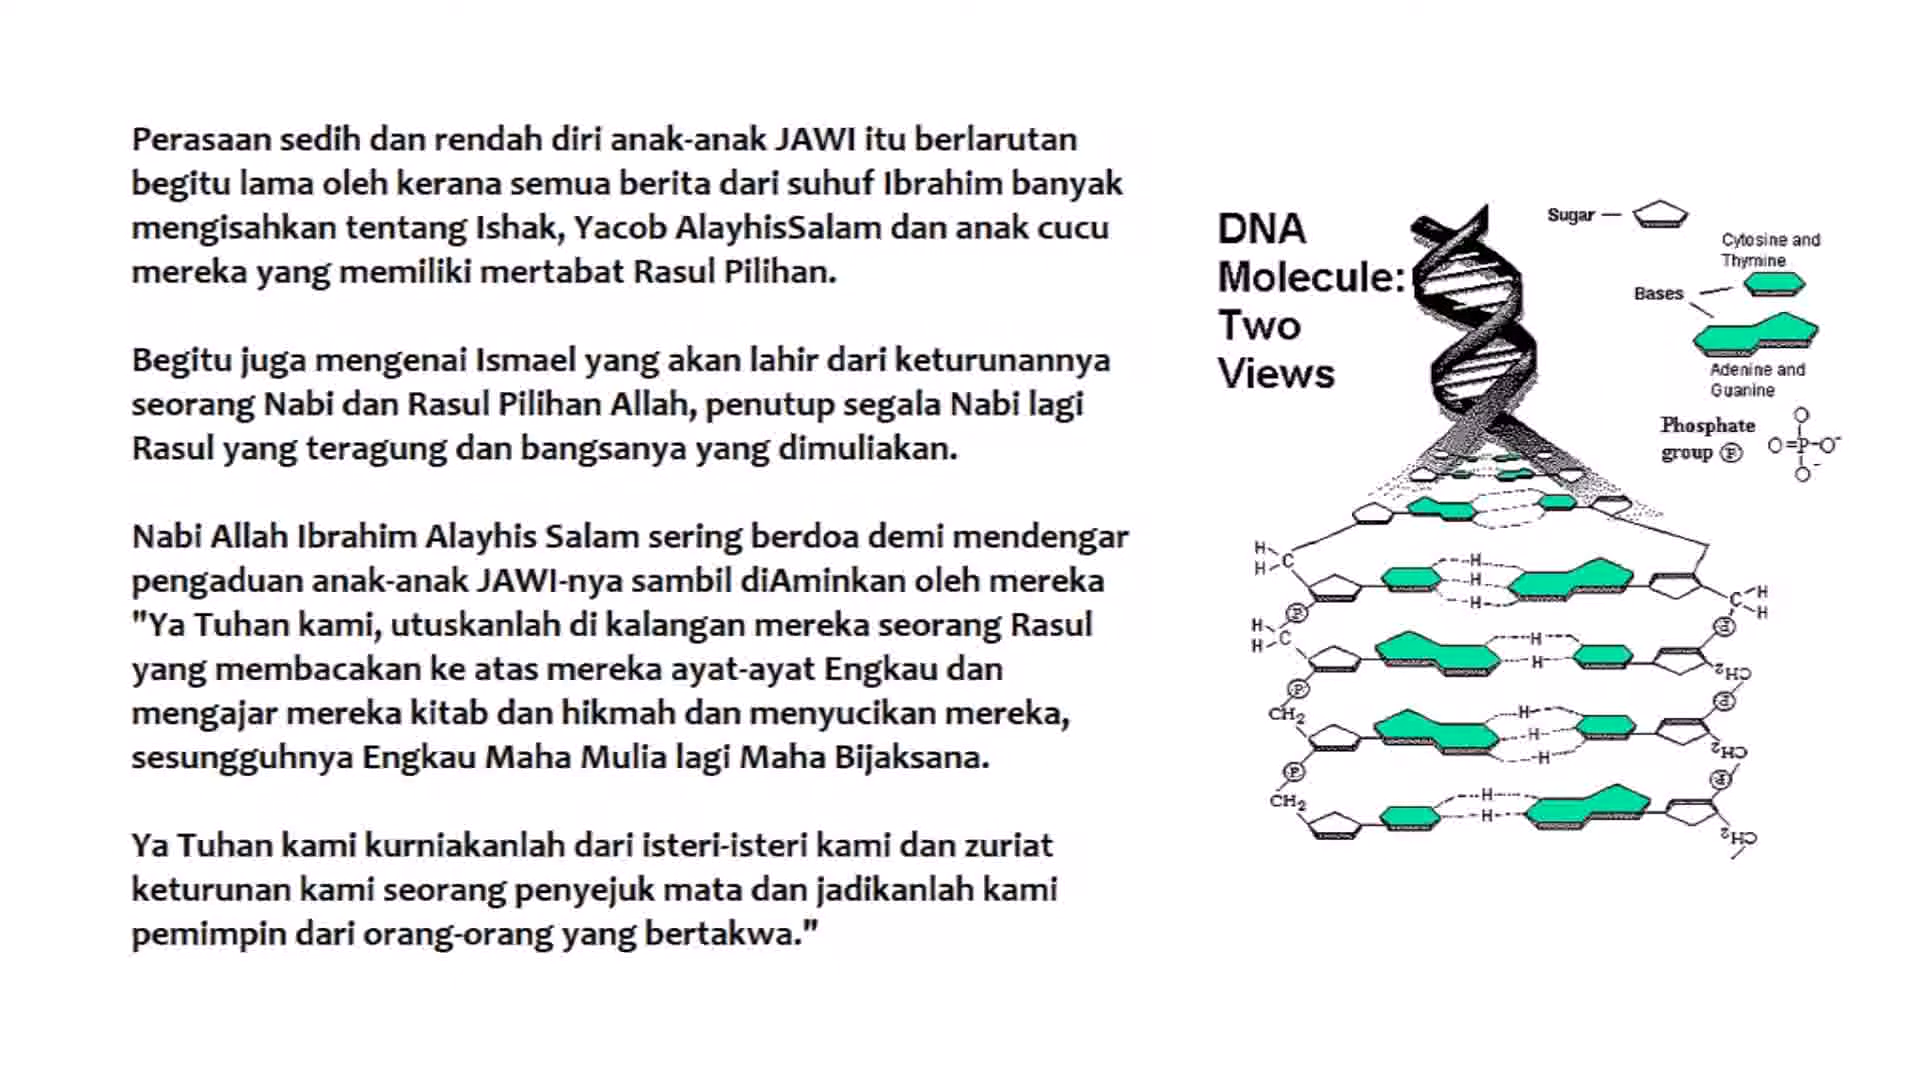 Perasaan sedih dan rendah diri anak-anak JAWI itu berlarutan
begitu lama oleh kerana semua berita dari suhuf Ibrahim banyak
mengisahkan tentang Ishak, Yacob AlayhisSalam dan anak cucu
mereka yang memiliki mertabat Rasul Pilihan.
Begitu juga mengenai Ismael yang akan lahir dari keturunannya
seorang Nabi dan Rasul Pilihan Allah, penutup segala Nabi lagi
Rasul yang teragung dan bangsanya yang dimuliakan.
Nabi Allah Ibrahim Alayhis Salam sering berdoa demi mendengar
pengaduan anak-anak JAWI-nya sambil diAminkan oleh mereka
"Ya Tuhan kami, utuskanlah di kalangan mereka seorang Rasul
yang membacakan ke atas mereka ayat-ayat Engkau dan
mengajar mereka kitab dan hikmah dan menyucikan mereka,
sesungguhnya Engkau Maha Mulia lagi Maha Bijaksana.
Ya Tuhan kami kurniakanlah dari isteri-isteri kami dan zuriat
keturunan kami seorang penyejuk mata dan jadikanlah kami
pemimpin dari orang-orang yang bertakwa."
DNA
Molecule:
Two
Views
Sugar
Cytosine and
Thymine
Bases
Adenine and
Guanine
Phosphate
group P
O
O=P-O-
O-
H
H C
H
H
H
C H
H
P
P
H
H C
H
H
P
CH2
P
CH2
H
H
H
CH2
P
P
CH2
CH2
H
H
CH2